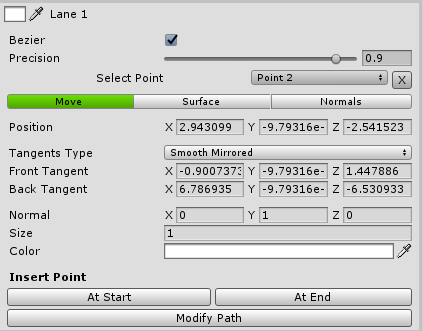 Lane 1
Bezier
Precision 0.9
Select Point Point 2 X
Move Surface Normals
Position X 2.943099 Y -9.79316e- Z -2.541523
Tangents Type Smooth Mirrored
Front Tangent X -0.9007373 Y -9.79316e- Z 1.447886
Back Tangent X 6.786935 Y -9.79316e- Z -6.530933
Normal X 0 Y 1 Z 0
Size 1
Color
Insert Point
At Start At End
Modify Path